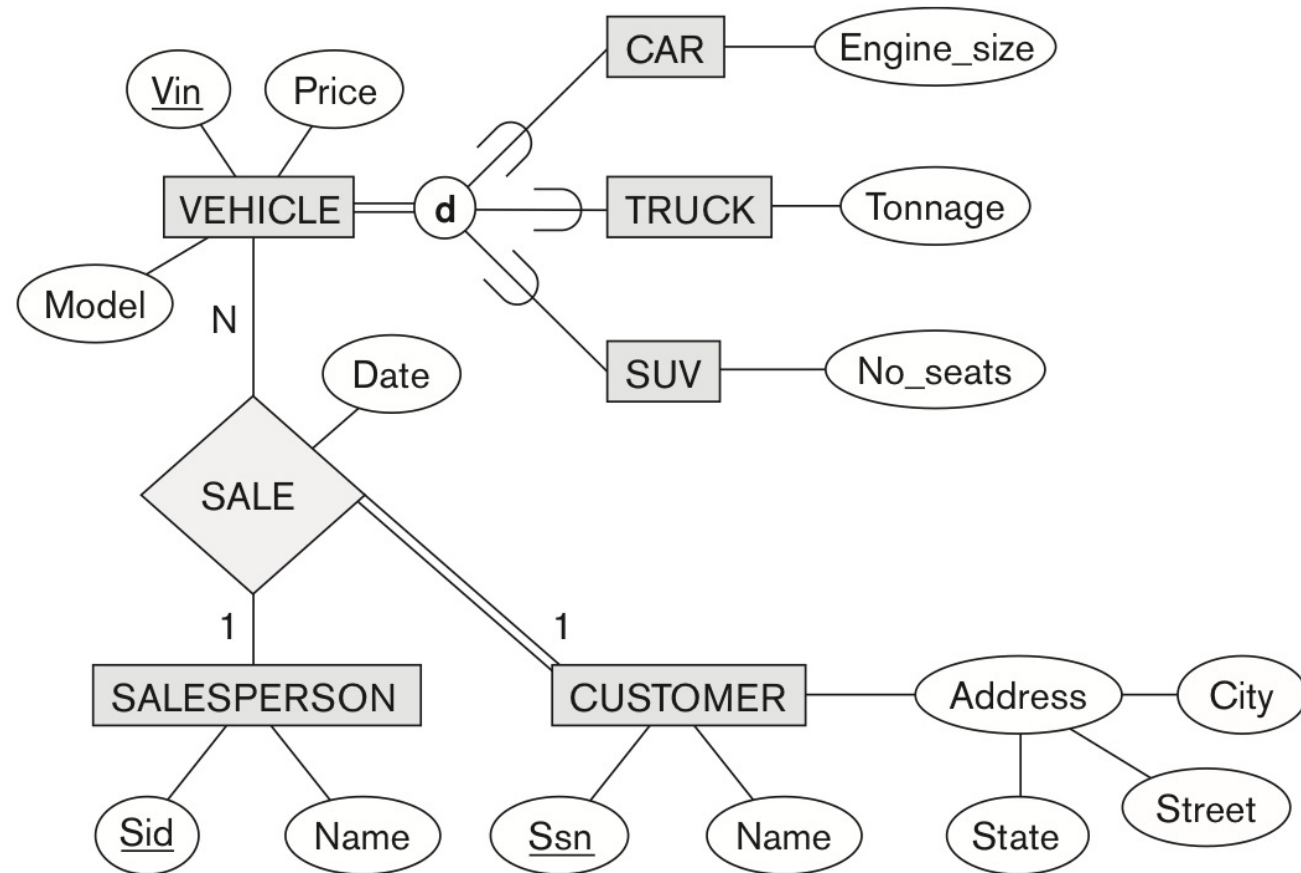 CAR
Engine_size
Vin
Price
VEHICLE
d
TRUCK
Tonnage
Model
N
SUV
No_seats
Date
SALE
1
1
SALESPERSON
CUSTOMER
Address
City
Sid
Name
Ssn
Name
State
Street